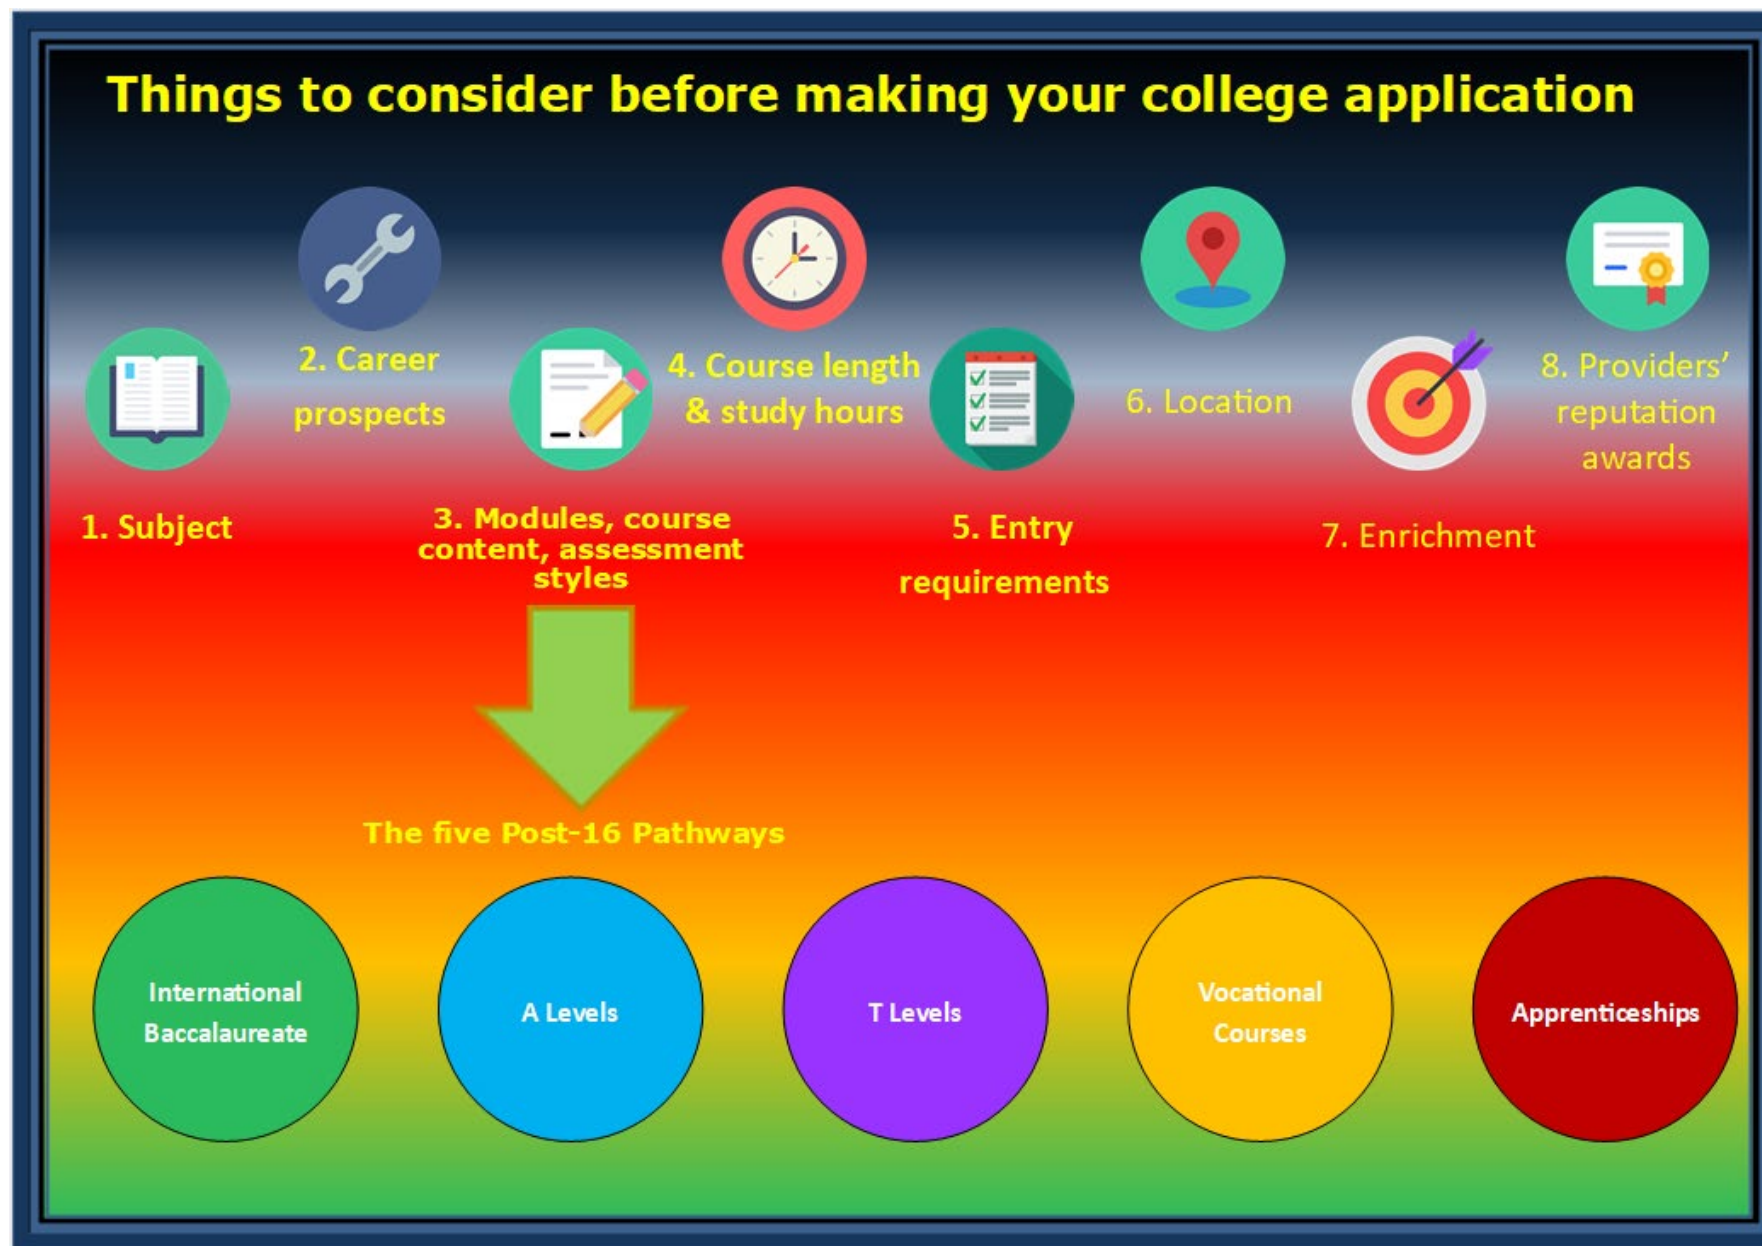 Things to consider before making your college application
1. Subject
2. Career
prospects
3. Modules, course
content, assessment
styles
4. Course length
& study hours
5. Entry
requirements
6. Location
7. Enrichment
8. Providers’
reputation
awards
The five Post-16 Pathways
International
Baccalaureate
A Levels
T Levels
Vocational
Courses
Apprenticeships